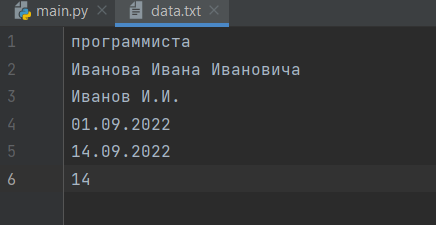 main.py data.txt
1 программиста
2 Иванова Ивана Ивановича
3 Иванов И.И.
4 01.09.2022
5 14.09.2022
6 14